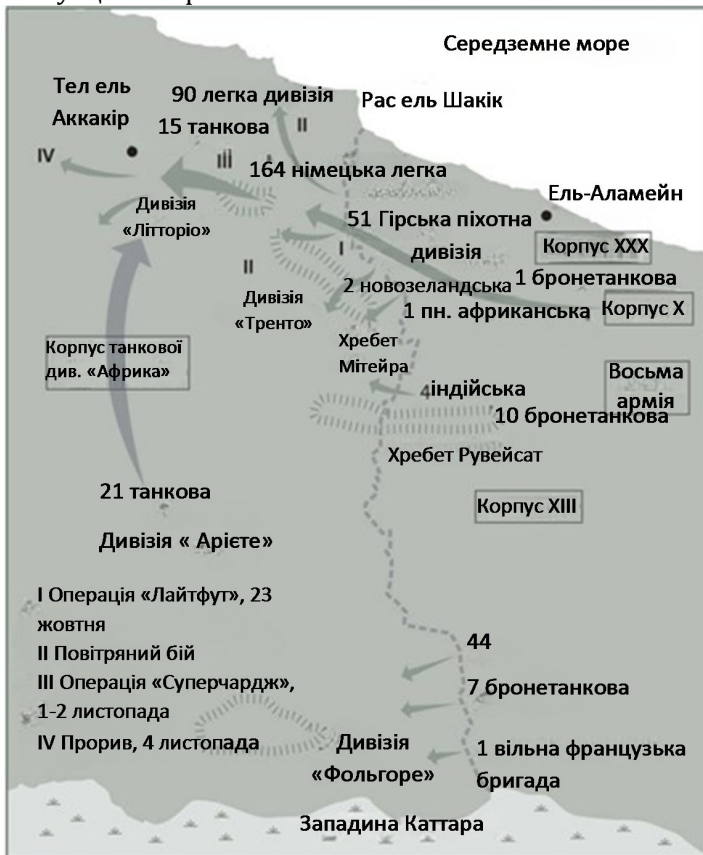 Середземне море
Тел ель
Аккакір
90 легка дивізія
Рас ель Шакік
15 танкова
II
IV
III
I
164 німецька легка
Ель-Аламейн
Дивізія
«Літторіо»
51 Гірська піхотна
дивізія
Корпус XXX
I
II
2 новозеландська
1 бронетанкова
Дивізія
«Тренто»
1 пн. африканська
Корпус X
Хребет
Мітейра
Корпус танкової
див. «Африка»
Восьма
армія
4індійська
10 бронетанкова
Хребет Рувейсат
21 танкова
Корпус XIII
Дивізія « Арієте»
I Операція «Лайтфут», 23
жовтня
II Повітряний бій
III Операція «Суперчардж»,
1-2 листопада
IV Прорив, 4 листопада
44
7 бронетанкова
Дивізія
«Фольгоре»
1 вільна французька
бригада
Западина Каттара